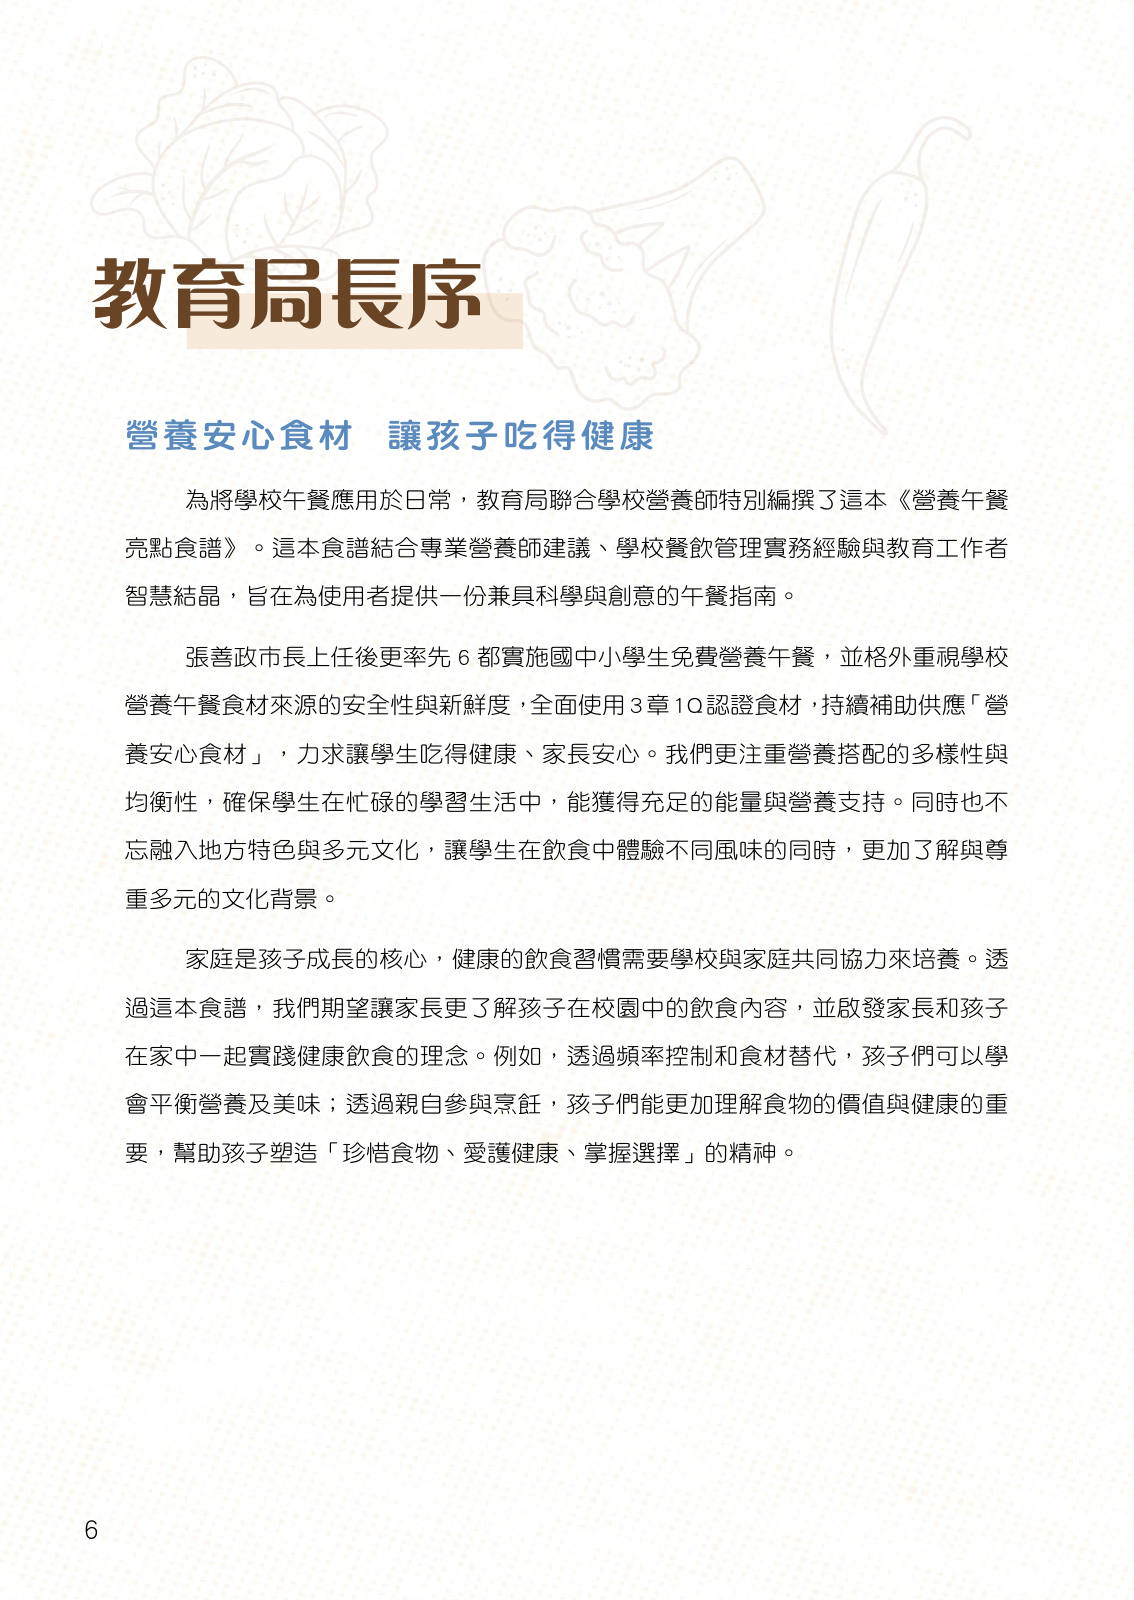 教育局長序
營養安心食材　讓孩子吃得健康
為將學校午餐應用於日常，教育局聯合學校營養師特別編撰了這本《營養午餐
亮點食譜》。這本食譜結合專業營養師建議、學校餐飲管理實務經驗與教育工作者
智慧結晶，旨在為使用者提供一份兼具科學與創意的午餐指南。
張善政市長上任後更率先 6 都實施國中小學生免費營養午餐，並格外重視學校
營養午餐食材來源的安全性與新鮮度，全面使用 3 章 1Q 認證食材，持續補助供應「營
養安心食材」，力求讓學生吃得健康、家長安心。我們更注重營養搭配的多樣性與
均衡性，確保學生在忙碌的學習生活中，能獲得充足的能量與營養支持。同時也不
忘融入地方特色與多元文化，讓學生在飲食中體驗不同風味的同時，更加了解與尊
重多元的文化背景。
家庭是孩子成長的核心，健康的飲食習慣需要學校與家庭共同協力來培養。透
過這本食譜，我們期望讓家長更了解孩子在校園中的飲食內容，並啟發家長和孩子
在家中一起實踐健康飲食的理念。例如，透過頻率控制和食材替代，孩子們可以學
會平衡營養及美味；透過親自參與烹飪，孩子們能更加理解食物的價值與健康的重
要，幫助孩子塑造「珍惜食物、愛護健康、掌握選擇」的精神。
6